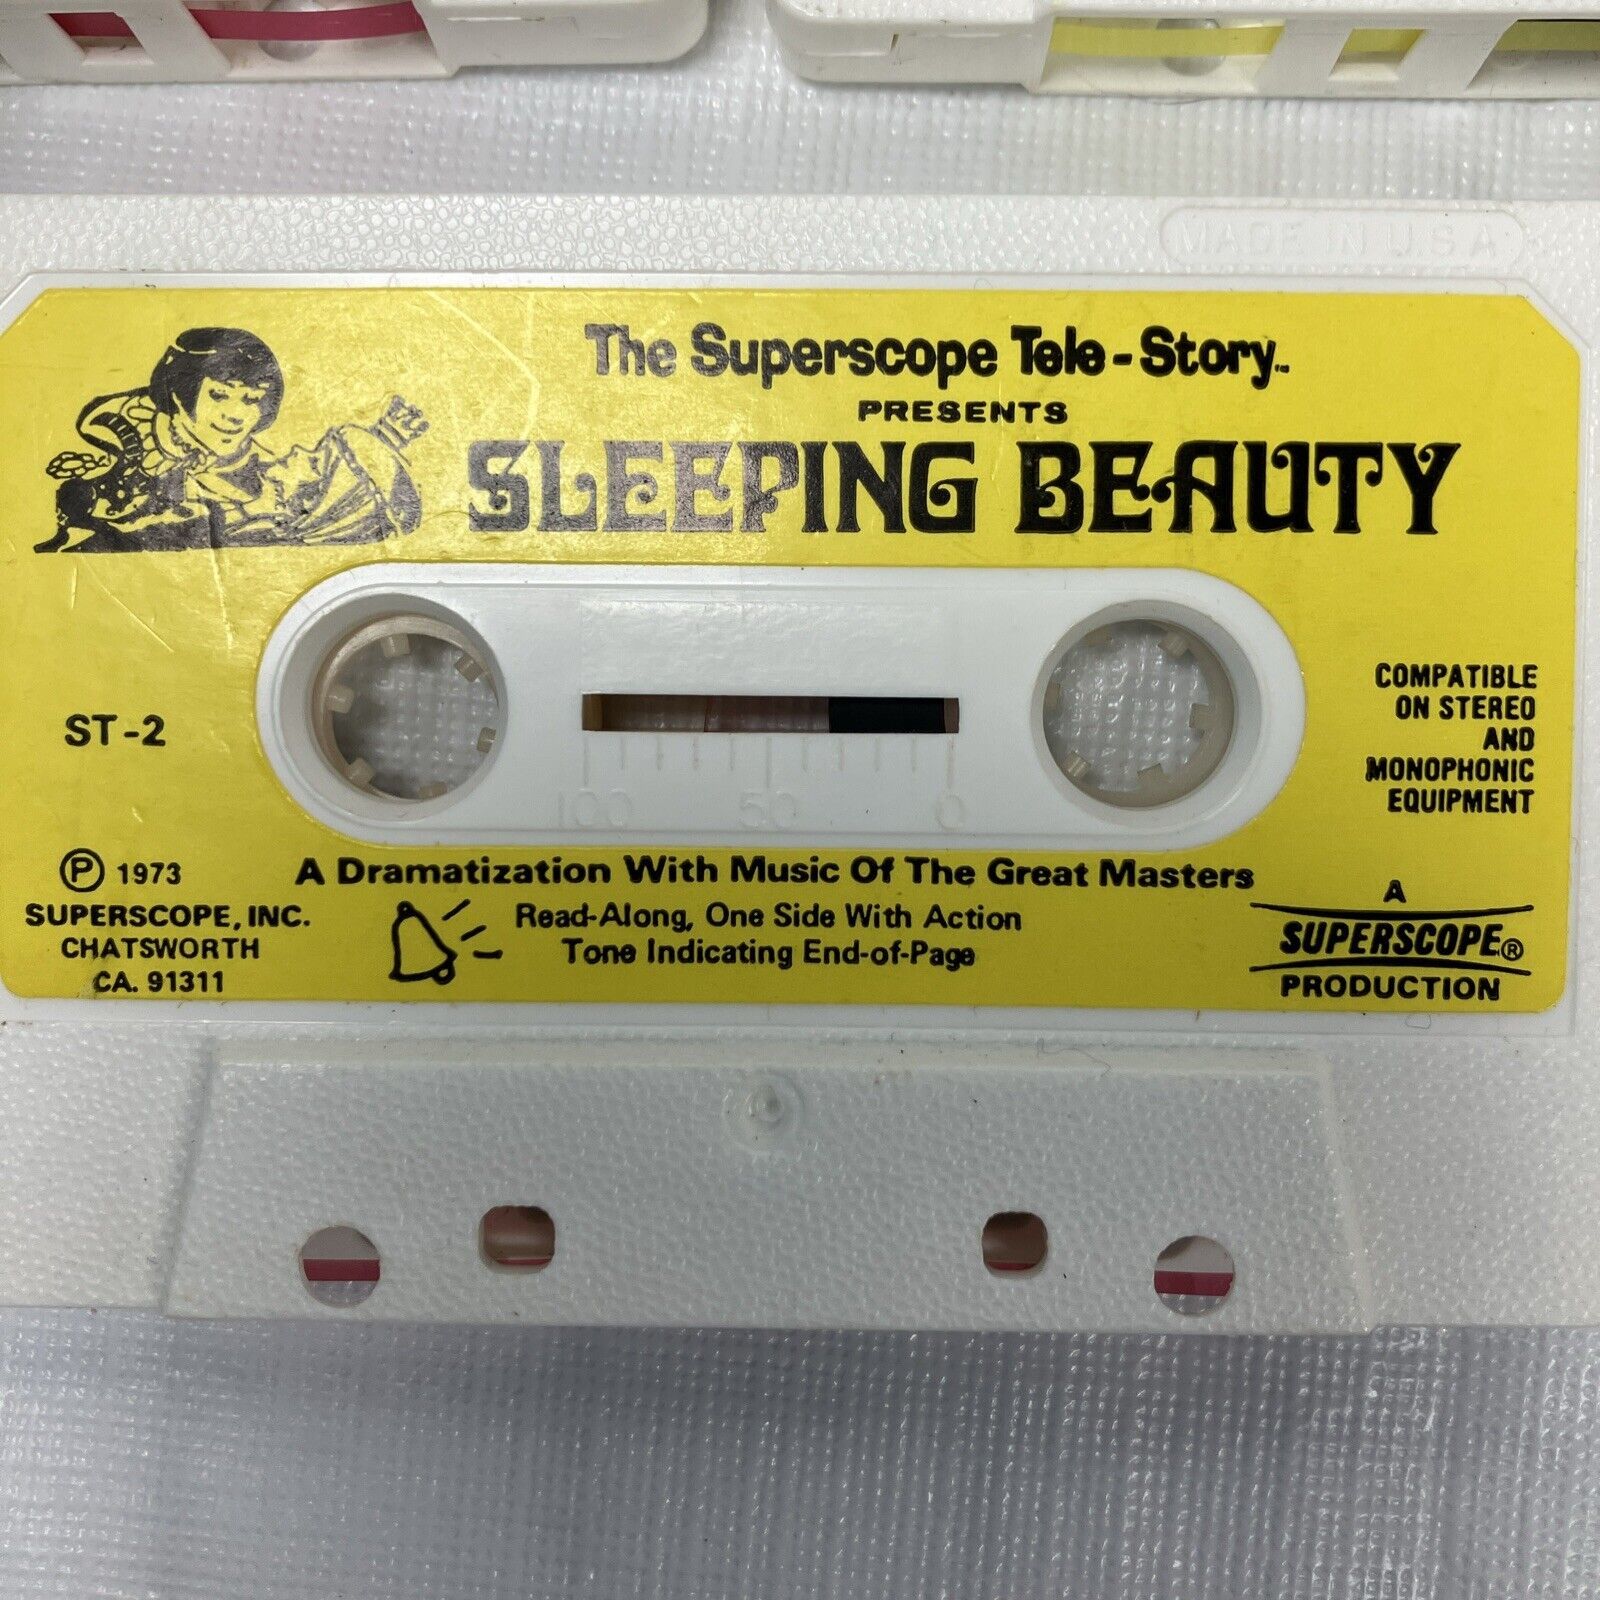 MADE IN U.S.A
The Superscope Tele-Story™
PRESENTS
SLEEPING BEAUTY
ST-2
COMPATIBLE
ON STEREO
AND
MONOPHONIC
EQUIPMENT
100 50 0
Ⓟ 1973
SUPERSCOPE, INC.
CHATSWORTH
CA. 91311
A Dramatization With Music Of The Great Masters
Read-Along, One Side With Action
Tone Indicating End-of-Page
A
SUPERSCOPE®
PRODUCTION